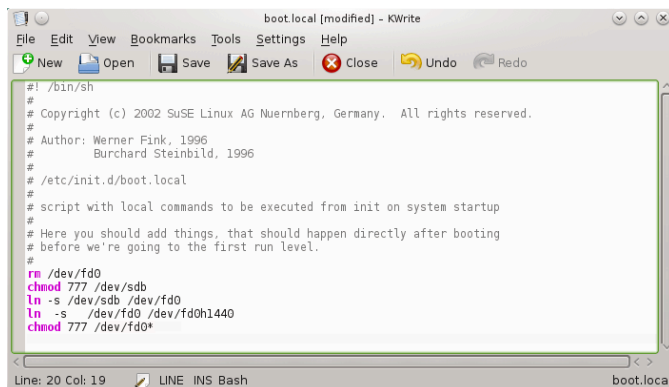 boot.local [modified] – KWrite
File Edit View Bookmarks Tools Settings Help
New Open Save Save As Close Undo Redo
#! /bin/sh
#
# Copyright (c) 2002 SuSE Linux AG Nuernberg, Germany.  All rights reserved.
#
# Author: Werner Fink, 1996
#         Burchard Steinbild, 1996
#
# /etc/init.d/boot.local
#
# script with local commands to be executed from init on system startup
#
# Here you should add things, that should happen directly after booting
# before we're going to the first run level.
#
rm /dev/fd0
chmod 777 /dev/sdb
ln -s /dev/sdb /dev/fd0
ln  -s   /dev/fd0 /dev/fd0h1440
chmod 777 /dev/fd0*
Line: 20 Col: 19 LINE INS Bash boot.loca